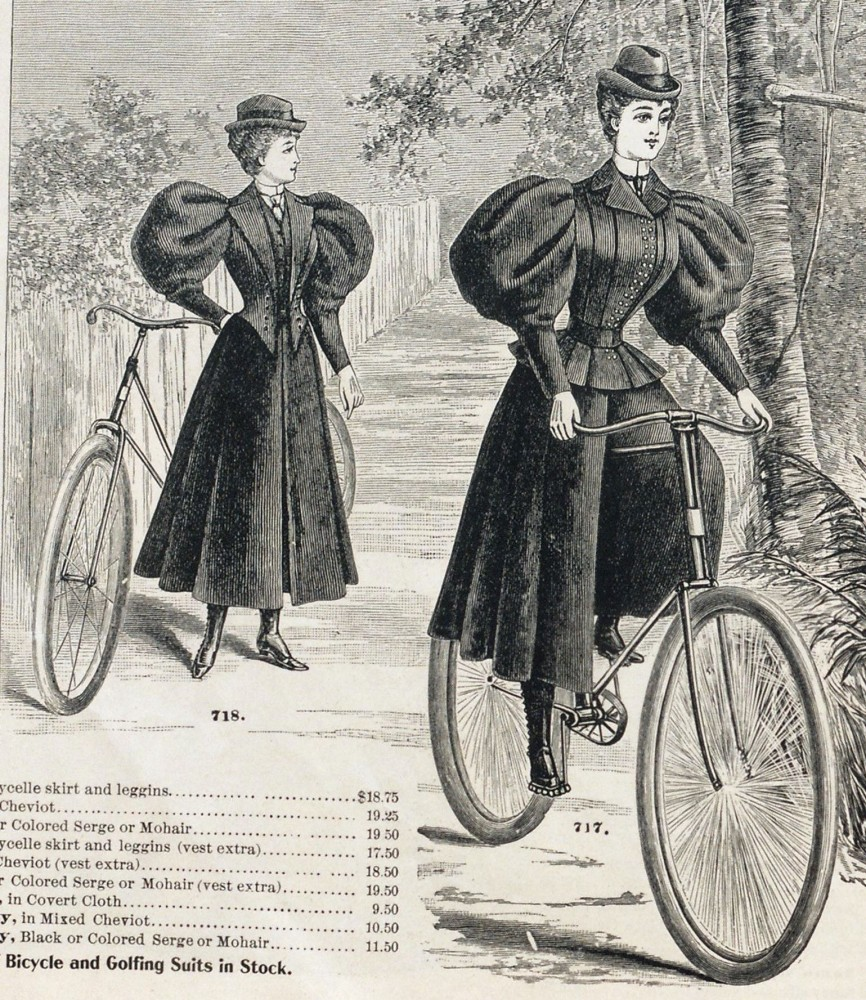 718.
717.
ycelle skirt and leggins.................. ..................$18.75
Cheviot.................................................................. 19.25
r Colored Serge or Mohair.................... .... ...... 19 50
ycelle skirt and leggins (vest extra).................. 17.50
Cheviot (vest extra)........................... .... .... 18.50
r Colored Serge or Mohair (vest extra)............... 19.50
, in Covert Cloth............................................. 9.50
y, in Mixed Cheviot........................................ 10.50
y, Black or Colored Serge or Mohair.................. 11.50
Bicycle and Golfing Suits in Stock.